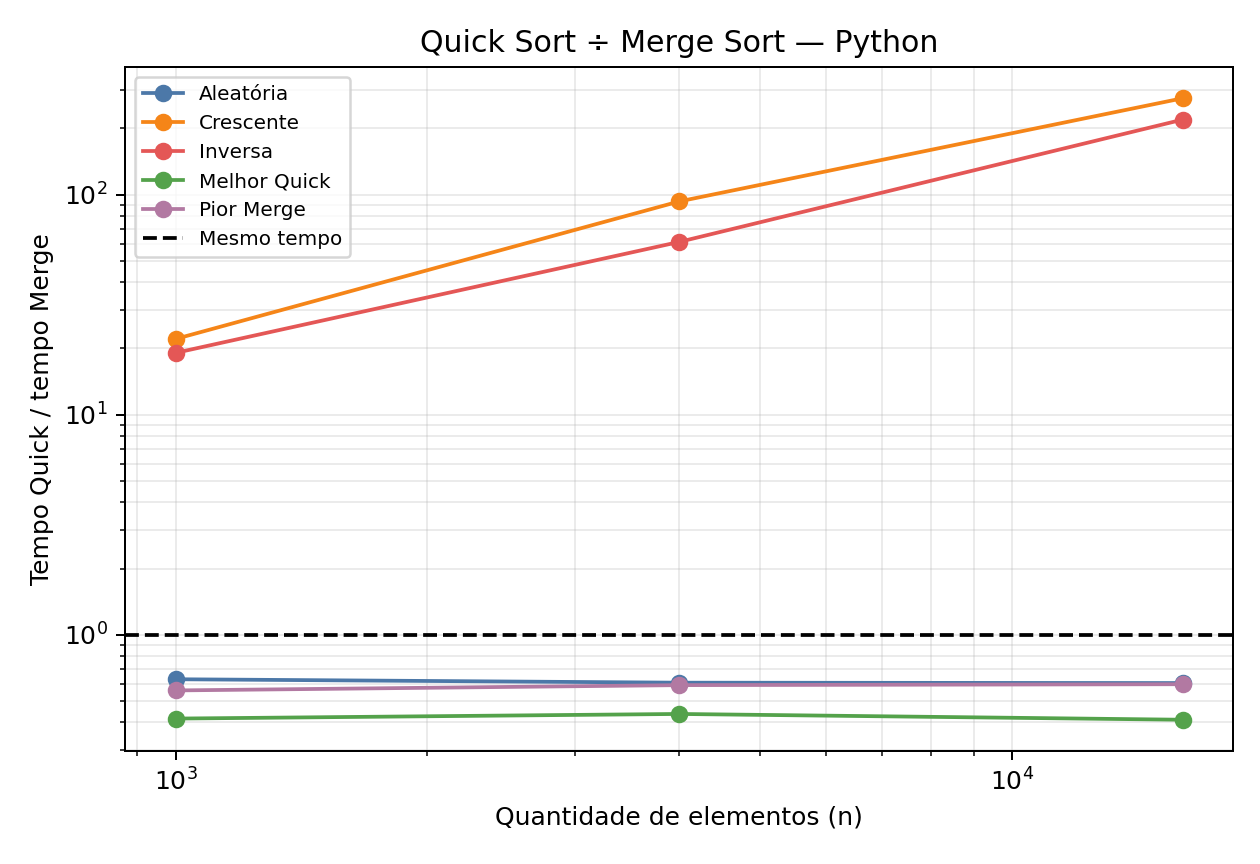 Quick Sort ÷ Merge Sort — Python
Aleatória
Crescente
Inversa
Melhor Quick
Pior Merge
Mesmo tempo
Tempo Quick / tempo Merge
10²
10¹
10⁰
10³
10⁴
Quantidade de elementos (n)